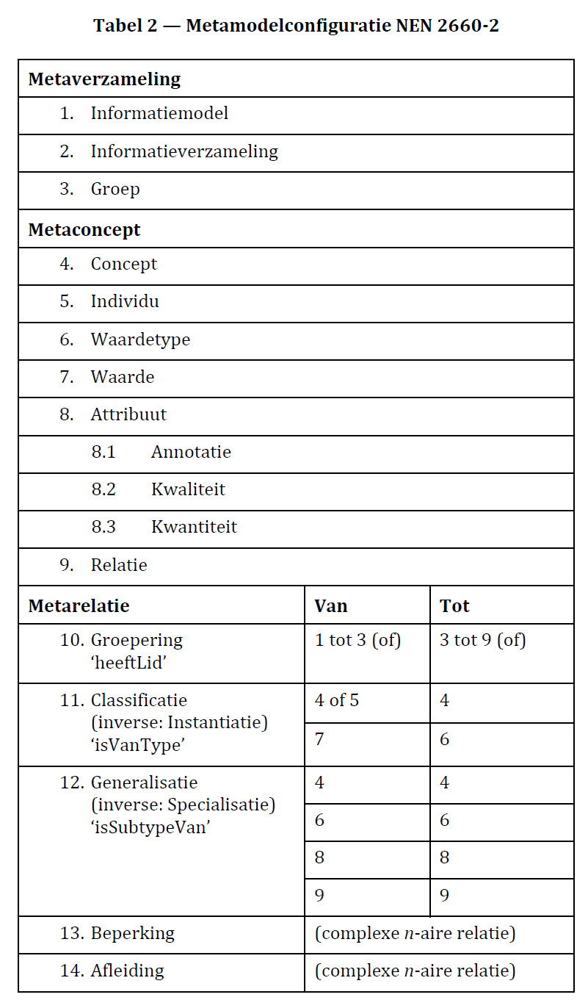 Tabel 2 — Metamodelconfiguratie NEN 2660-2
Metaverzameling
1. Informatiemodel
2. Informatieverzameling
3. Groep
Metaconcept
4. Concept
5. Individu
6. Waardetype
7. Waarde
8. Attribuut
8.1 Annotatie
8.2 Kwaliteit
8.3 Kwantiteit
9. Relatie
Metarelatie Van Tot
10. Groepering 1 tot 3 (of) 3 tot 9 (of)
‘heeftLid’
11. Classificatie 4 of 5 4
(inverse: Instantiatie)
‘isVanType’ 7 6
12. Generalisatie 4 4
(inverse: Specialisatie)
‘isSubtypeVan’ 6 6
8 8
9 9
13. Beperking (complexe n-aire relatie)
14. Afleiding (complexe n-aire relatie)